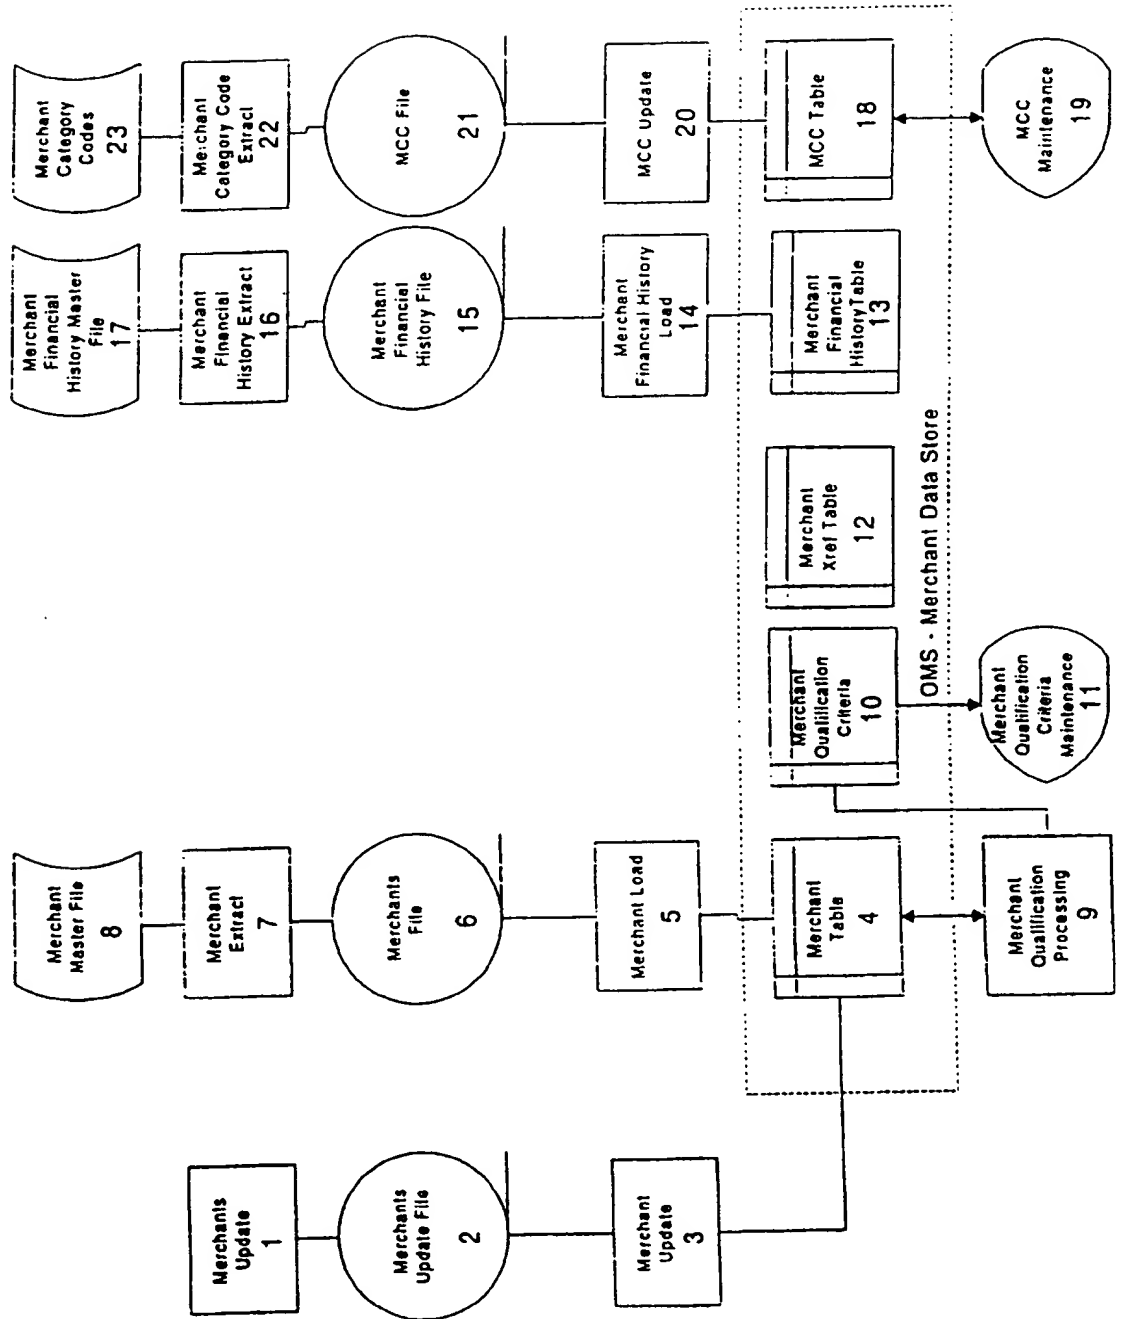 Merchants
Update
1
Merchants
Update File
2
Merchant
Update
3
Merchant
Master File
8
Merchant
Extract
7
Merchants
File
6
Merchant Load
5
Merchant
Table
4
Merchant
Qualification
Processing
9
Merchant
Qualification
Criteria
10
Merchant
Qualification
Criteria
Maintenance
11
Merchant
Xref Table
12
OMS - Merchant Data Store
Merchant
Financial
History Master
File
17
Merchant
Financial
History Extract
16
Merchant
Financial
History File
15
Merchant
Financial History
Load
14
Merchant
Financial
History Table
13
Merchant
Category
Codes
23
Merchant
Category Code
Extract
22
MCC File
21
MCC Update
20
MCC Table
18
MCC
Maintenance
19